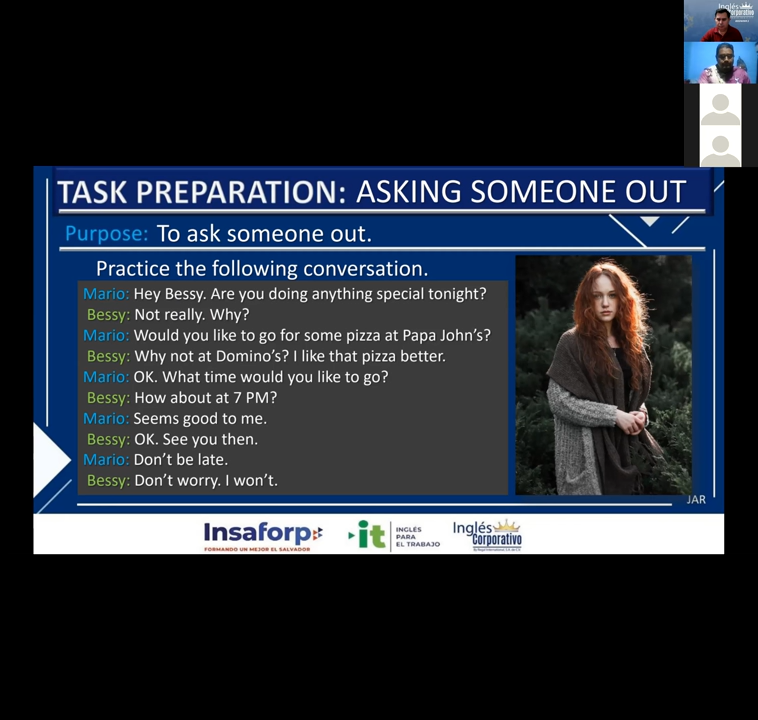 Inglés
Corporativo
TASK PREPARATION: ASKING SOMEONE OUT
Purpose: To ask someone out.
Practice the following conversation.
Mario: Hey Bessy. Are you doing anything special tonight?
Bessy: Not really. Why?
Mario: Would you like to go for some pizza at Papa John's?
Bessy: Why not at Domino's? I like that pizza better.
Mario: OK. What time would you like to go?
Bessy: How about at 7 PM?
Mario: Seems good to me.
Bessy: OK. See you then.
Mario: Don't be late.
Bessy: Don't worry. I won't.
JAR
Insaforp
FORMANDO UN MEJOR EL SALVADOR
it
INGLÉS
PARA
EL TRABAJO
Inglés
Corporativo